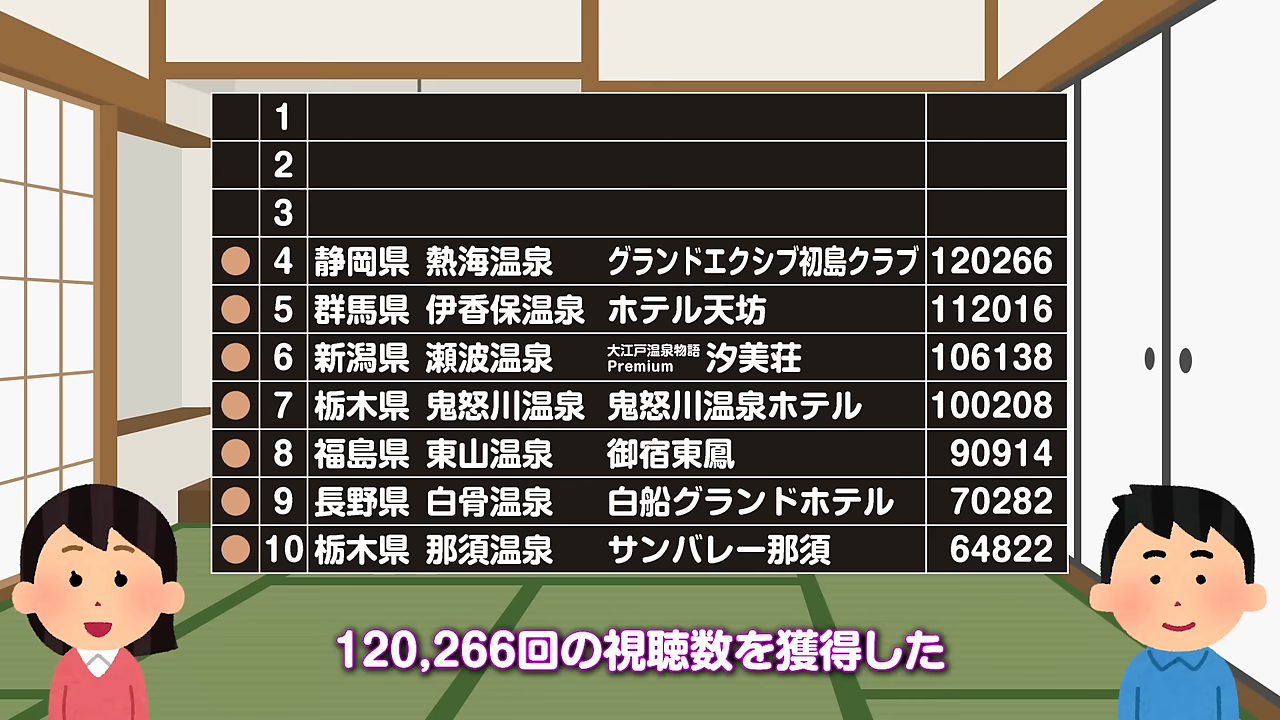 1
2
3
4 静岡県 熱海温泉 グランドエクシブ初島クラブ 120266
5 群馬県 伊香保温泉 ホテル天坊 112016
6 新潟県 瀬波温泉 大江戸温泉物語 Premium 汐美荘 106138
7 栃木県 鬼怒川温泉 鬼怒川温泉ホテル 100208
8 福島県 東山温泉 御宿東鳳 90914
9 長野県 白骨温泉 白船グランドホテル 70282
10 栃木県 那須温泉 サンバレー那須 64822
120,266回の視聴数を獲得した